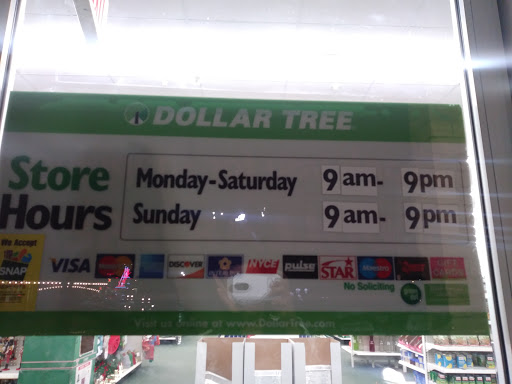 DOLLAR TREE
Store Hours
Monday-Saturday 9am- 9pm
Sunday 9am- 9pm
We Accept
SNAP
VISA
DISCOVER
NYCE
pulse
STAR
No Soliciting
Visit us online at www.DollarTree.com